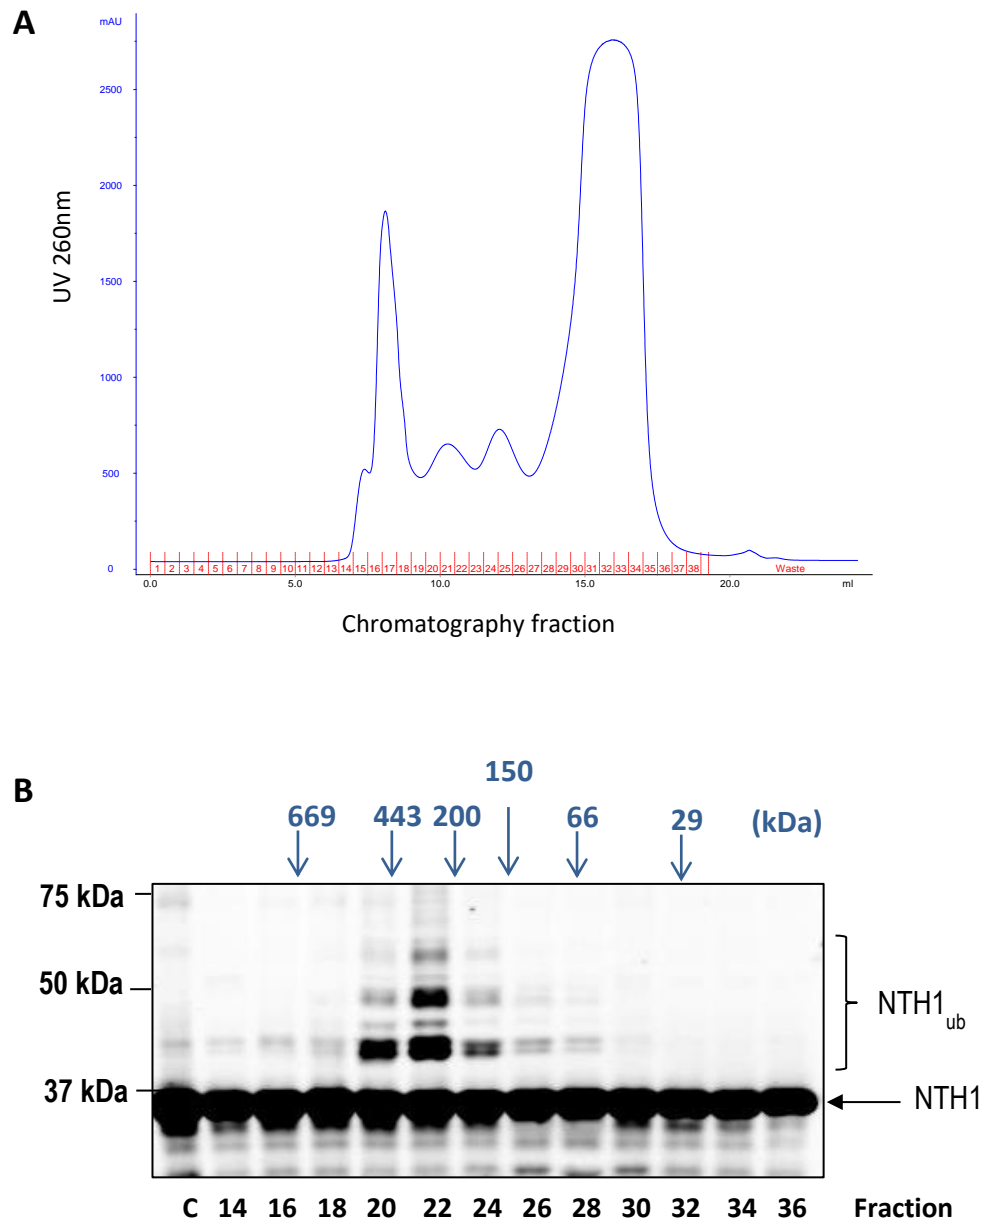 A
mAU
2500
2000
1500
1000
500
0
UV 260nm
1 2 3 4 5 6 7 8 9 10 11 12 13 14 15 16 17 18 19 20 21 22 23 24 25 26 27 28 29 30 31 32 33 34 35 36 37 38 Waste
0.0 5.0 10.0 15.0 20.0 ml
Chromatography fraction
B
150
669 443 200 66 29 (kDa)
75 kDa
50 kDa
37 kDa
NTH1ub
NTH1
C 14 16 18 20 22 24 26 28 30 32 34 36 Fraction